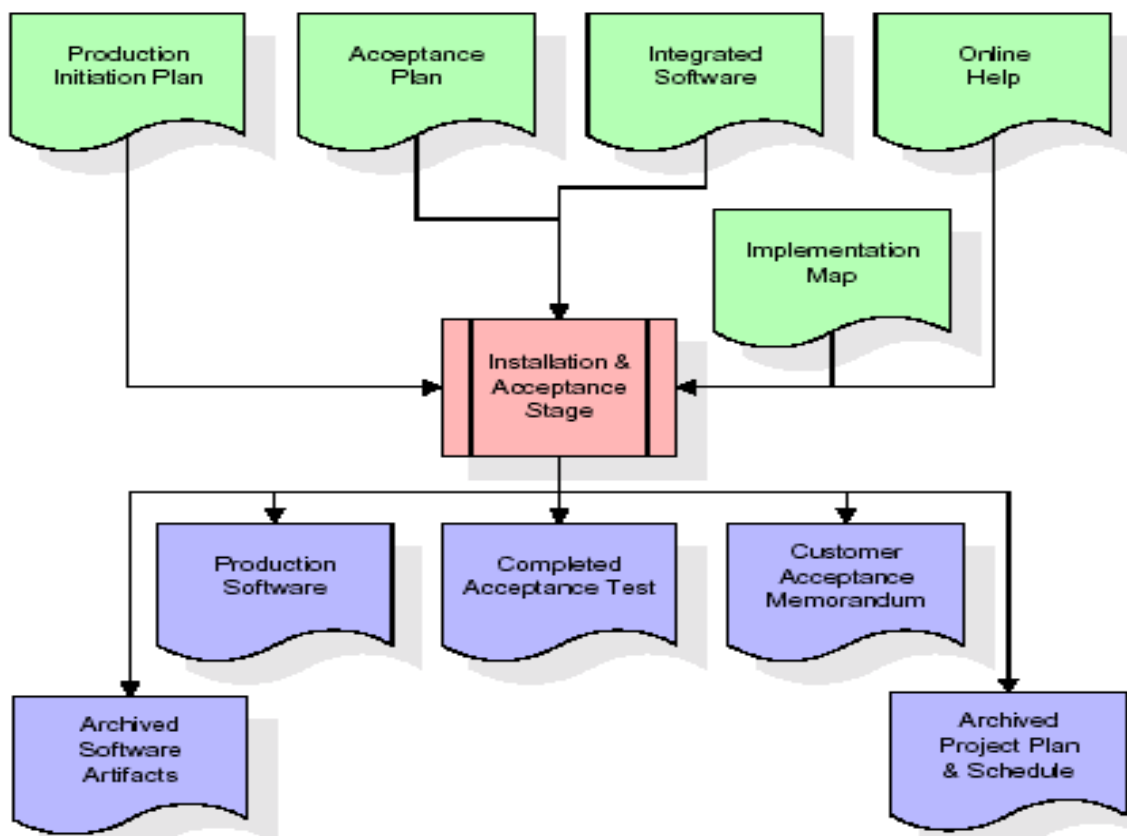 Production
Initiation Plan
Acceptance
Plan
Integrated
Software
Online
Help
Implementation
Map
Installation &
Acceptance
Stage
Production
Software
Completed
Acceptance Test
Customer
Acceptance
Memorandum
Archived
Software
Artifacts
Archived
Project Plan
& Schedule